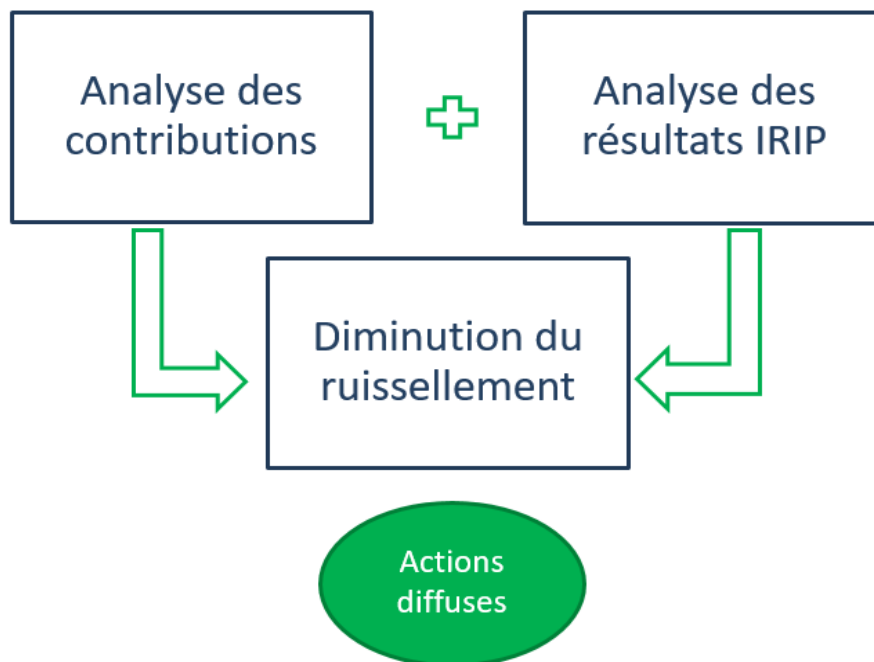 Analyse des
contributions
Analyse des
résultats IRIP
Diminution du
ruissellement
Actions
diffuses